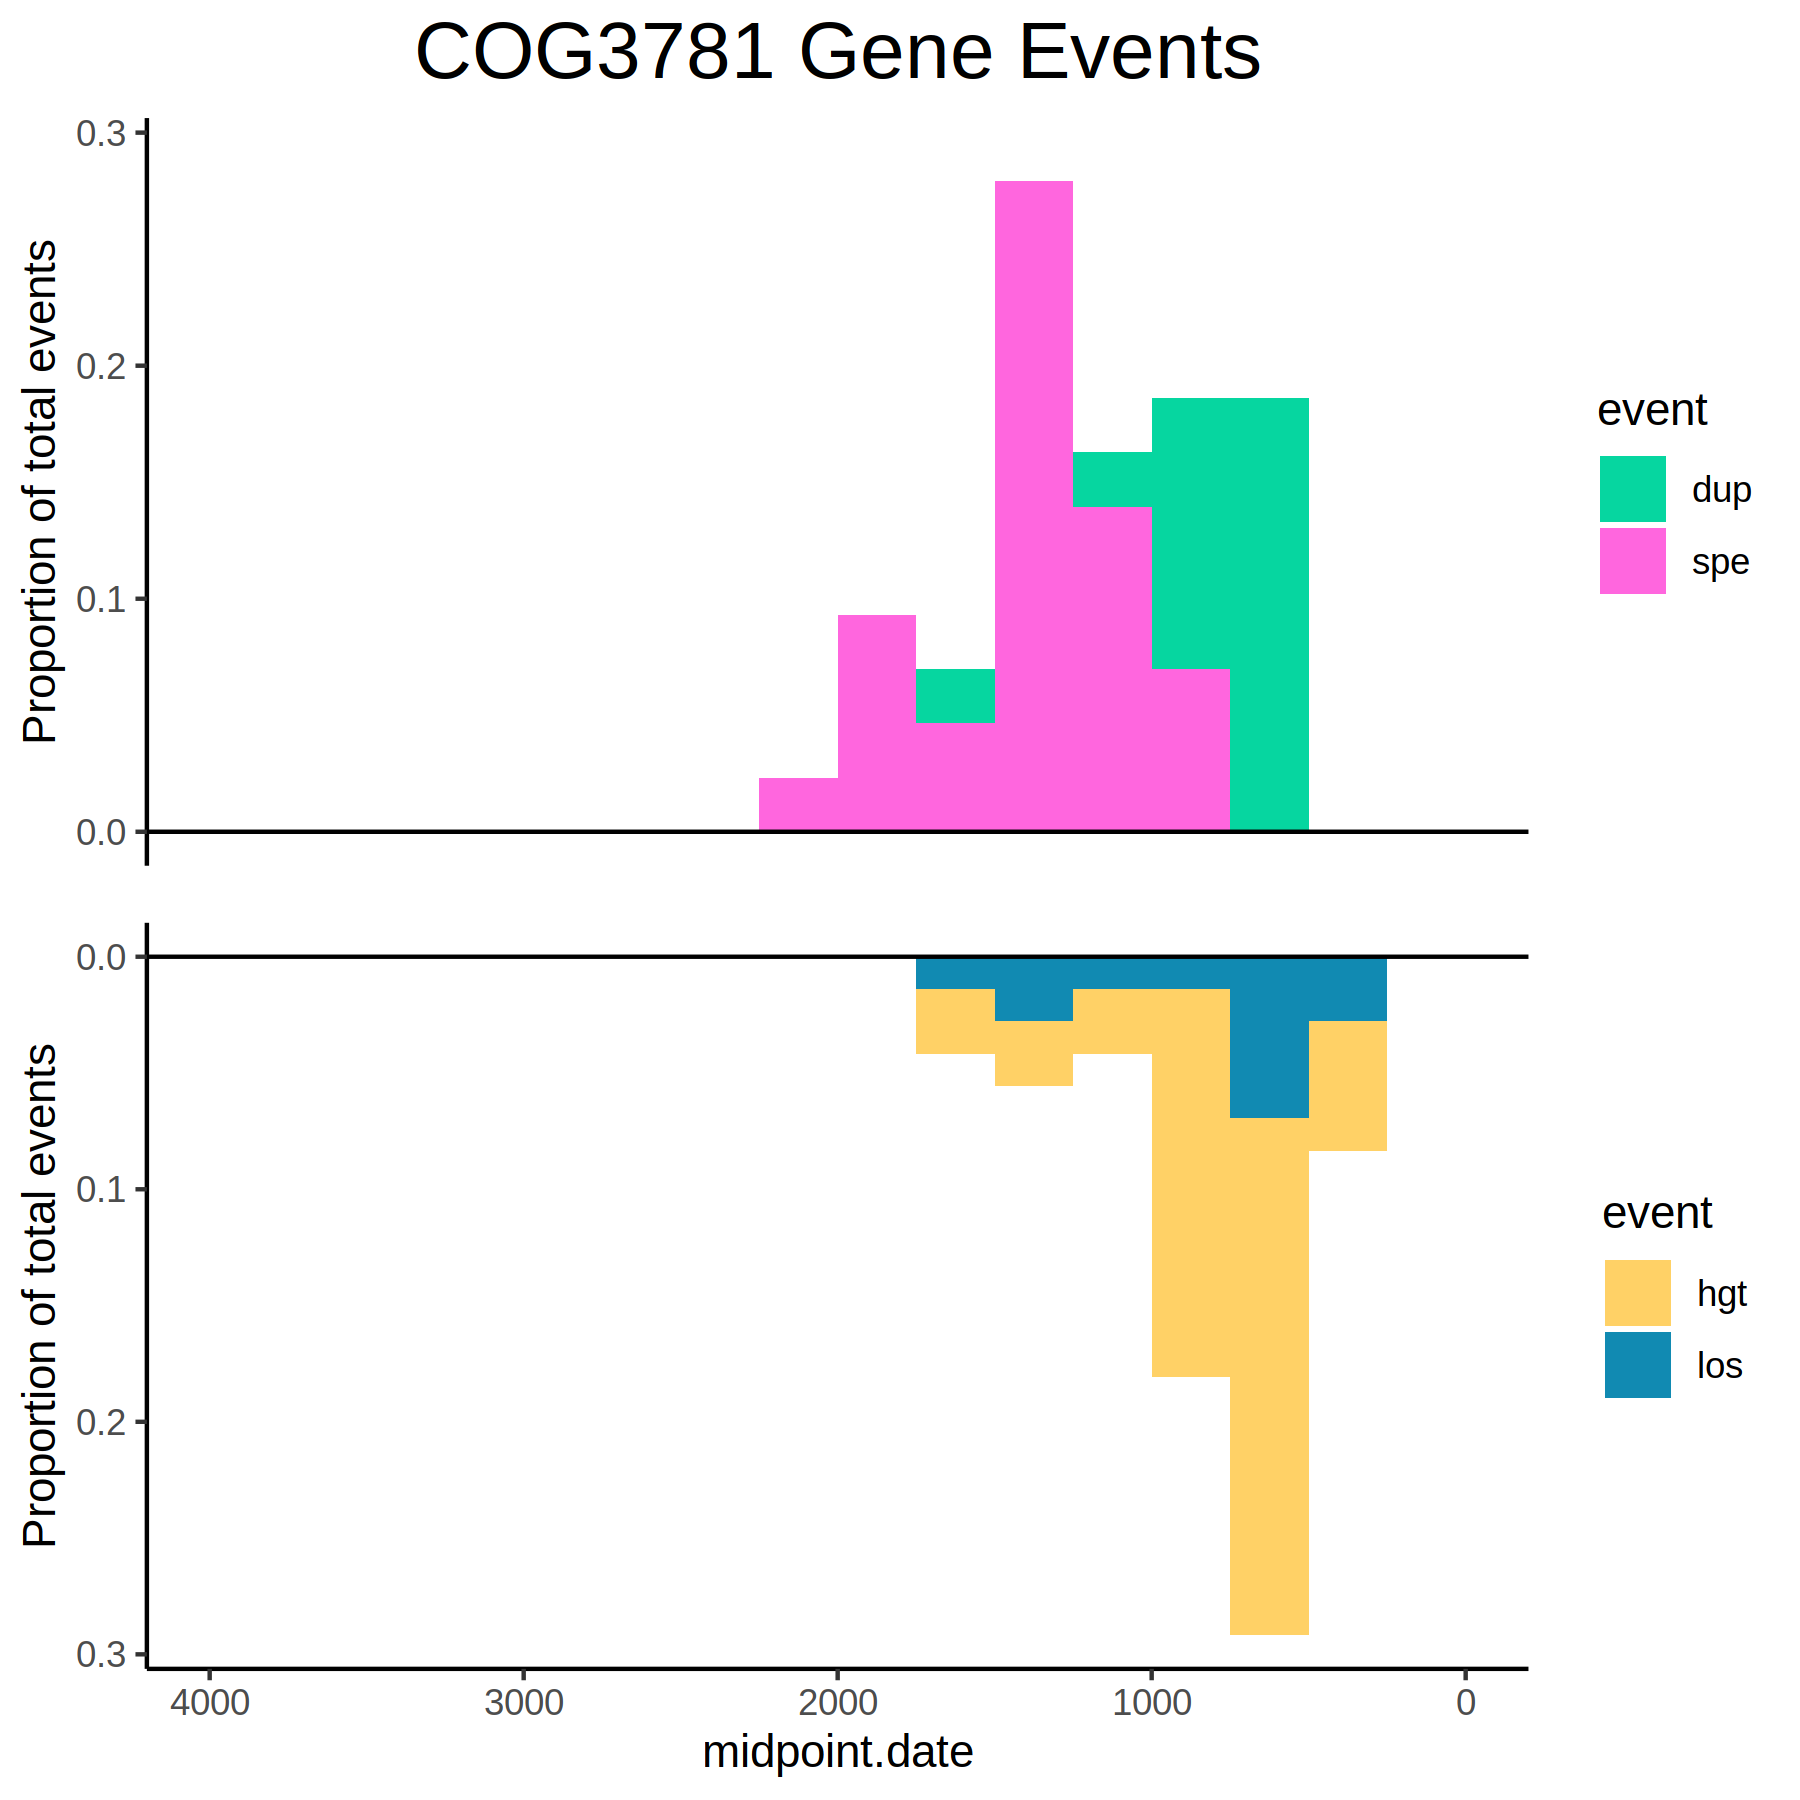 COG3781 Gene Events
0.3
0.2
0.1
0.0
Proportion of total events
event
dup
spe
0.0
0.1
0.2
0.3
Proportion of total events
event
hgt
los
4000 3000 2000 1000 0
midpoint.date